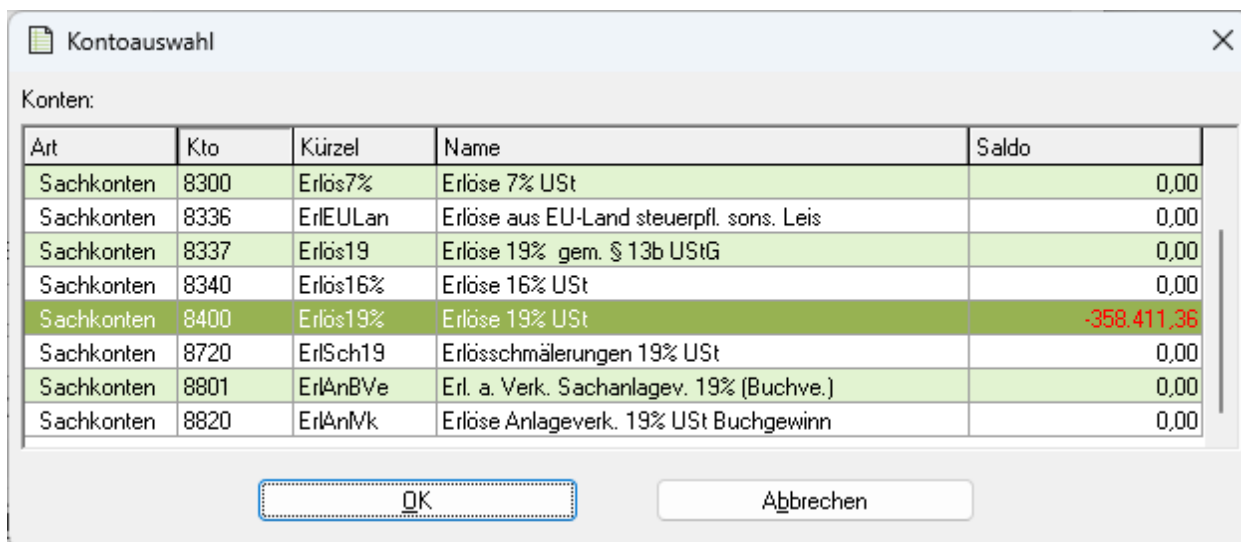 Kontoauswahl
Konten:
Art Kto Kürzel Name Saldo
Sachkonten 8300 Erlös7% Erlöse 7% USt 0,00
Sachkonten 8336 ErlEULan Erlöse aus EU-Land steuerpfl. sons. Leis 0,00
Sachkonten 8337 Erlös19 Erlöse 19% gem. § 13b UStG 0,00
Sachkonten 8340 Erlös16% Erlöse 16% USt 0,00
Sachkonten 8400 Erlös19% Erlöse 19% USt -358.411,36
Sachkonten 8720 ErlSch19 Erlösschmälerungen 19% USt 0,00
Sachkonten 8801 ErlAnBVe Erl. a. Verk. Sachanlagev. 19% (Buchve.) 0,00
Sachkonten 8820 ErlAnlVk Erlöse Anlageverk. 19% USt Buchgewinn 0,00
OK Abbrechen